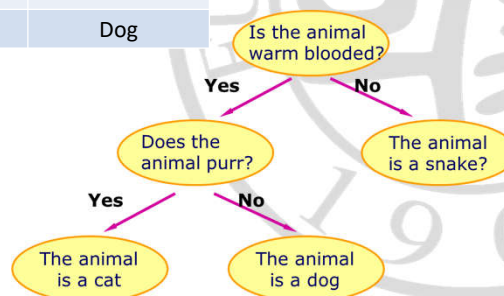 Dog
Is the animal
warm blooded?
Yes
No
Does the
animal purr?
The animal
is a snake?
Yes
No
The animal
is a cat
The animal
is a dog
190